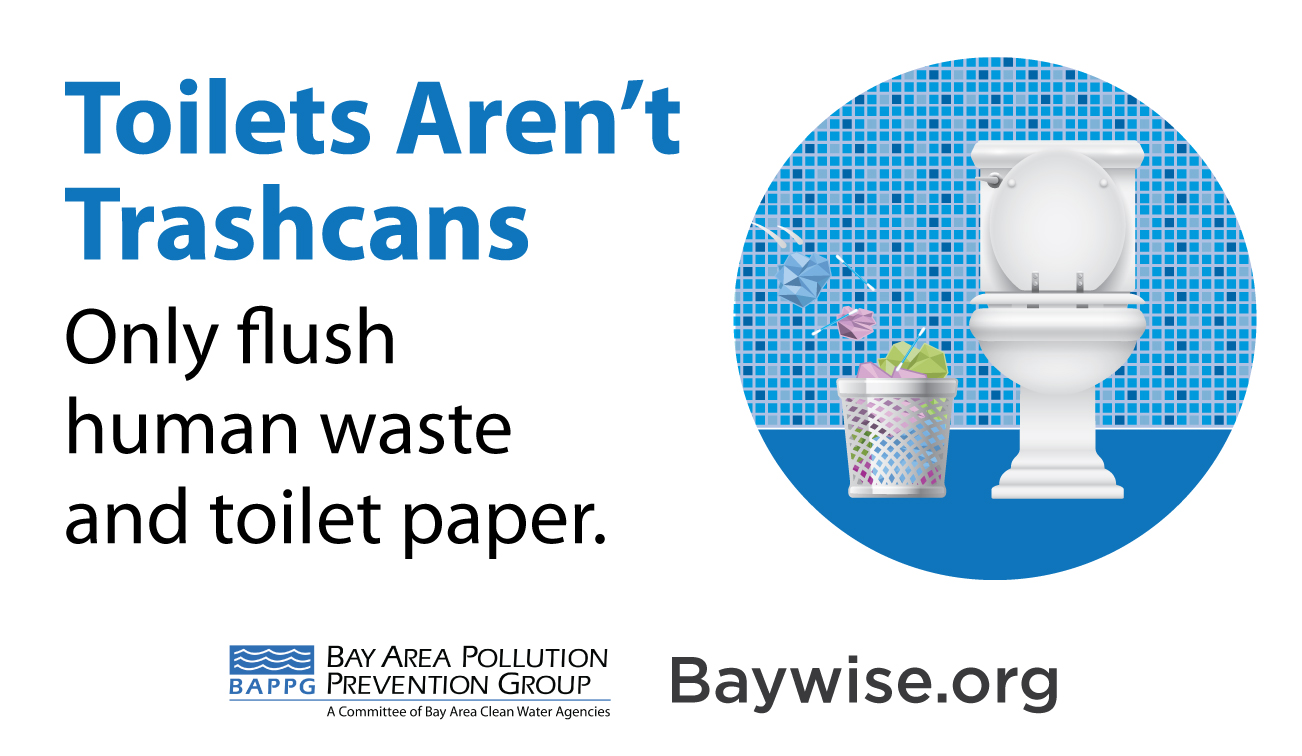 Toilets Aren’t
Trashcans
Only flush
human waste
and toilet paper.
BAPPG
BAY AREA POLLUTION
PREVENTION GROUP
A Committee of Bay Area Clean Water Agencies
Baywise.org